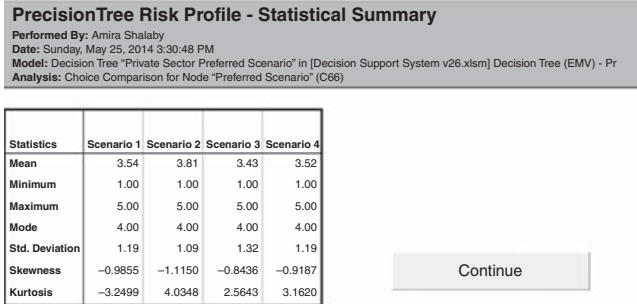 PrecisionTree Risk Profile - Statistical Summary
Performed By: Amira Shalaby
Date: Sunday, May 25, 2014 3:30:48 PM
Model: Decision Tree “Private Sector Preferred Scenario” in [Decision Support System v26.xlsm] Decision Tree (EMV) - Pr
Analysis: Choice Comparison for Node “Preferred Scenario” (C66)
Statistics Scenario 1 Scenario 2 Scenario 3 Scenario 4
Mean 3.54 3.81 3.43 3.52
Minimum 1.00 1.00 1.00 1.00
Maximum 5.00 5.00 5.00 5.00
Mode 4.00 4.00 4.00 4.00
Std. Deviation 1.19 1.09 1.32 1.19
Skewness –0.9855 –1.1150 –0.8436 –0.9187
Kurtosis –3.2499 4.0348 2.5643 3.1620
Continue